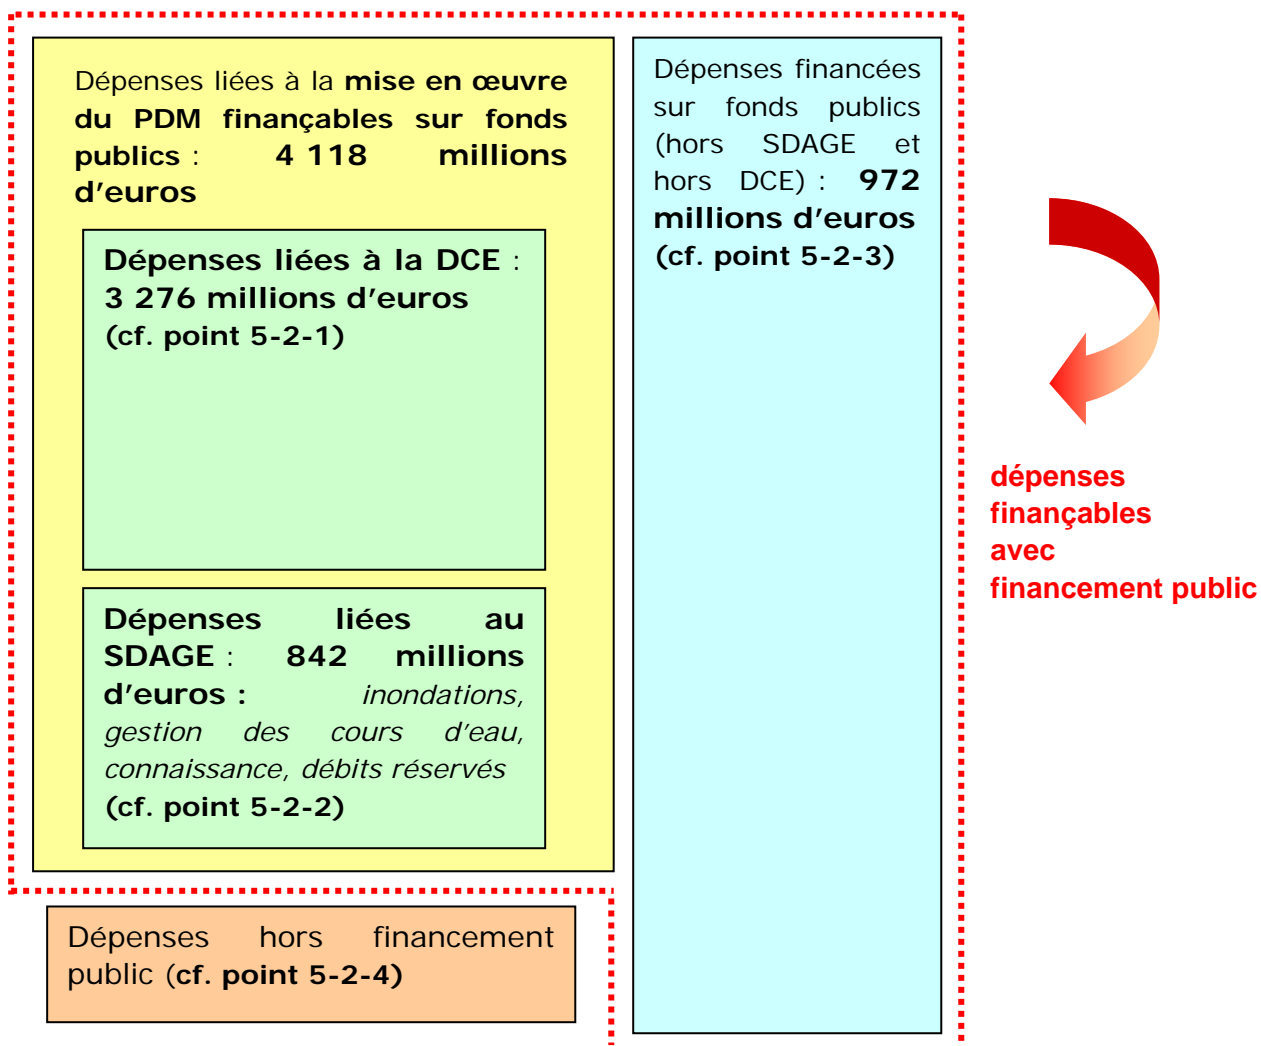 Dépenses liées à la mise en œuvre
du PDM finançables sur fonds
publics : 4 118 millions
d'euros
Dépenses liées à la DCE :
3 276 millions d'euros
(cf. point 5-2-1)
Dépenses liées au
SDAGE : 842 millions
d'euros : inondations,
gestion des cours d'eau,
connaissance, débits réservés
(cf. point 5-2-2)
Dépenses hors financement
public (cf. point 5-2-4)
Dépenses financées
sur fonds publics
(hors SDAGE et
hors DCE) : 972
millions d'euros
(cf. point 5-2-3)
dépenses
finançables
avec
financement public